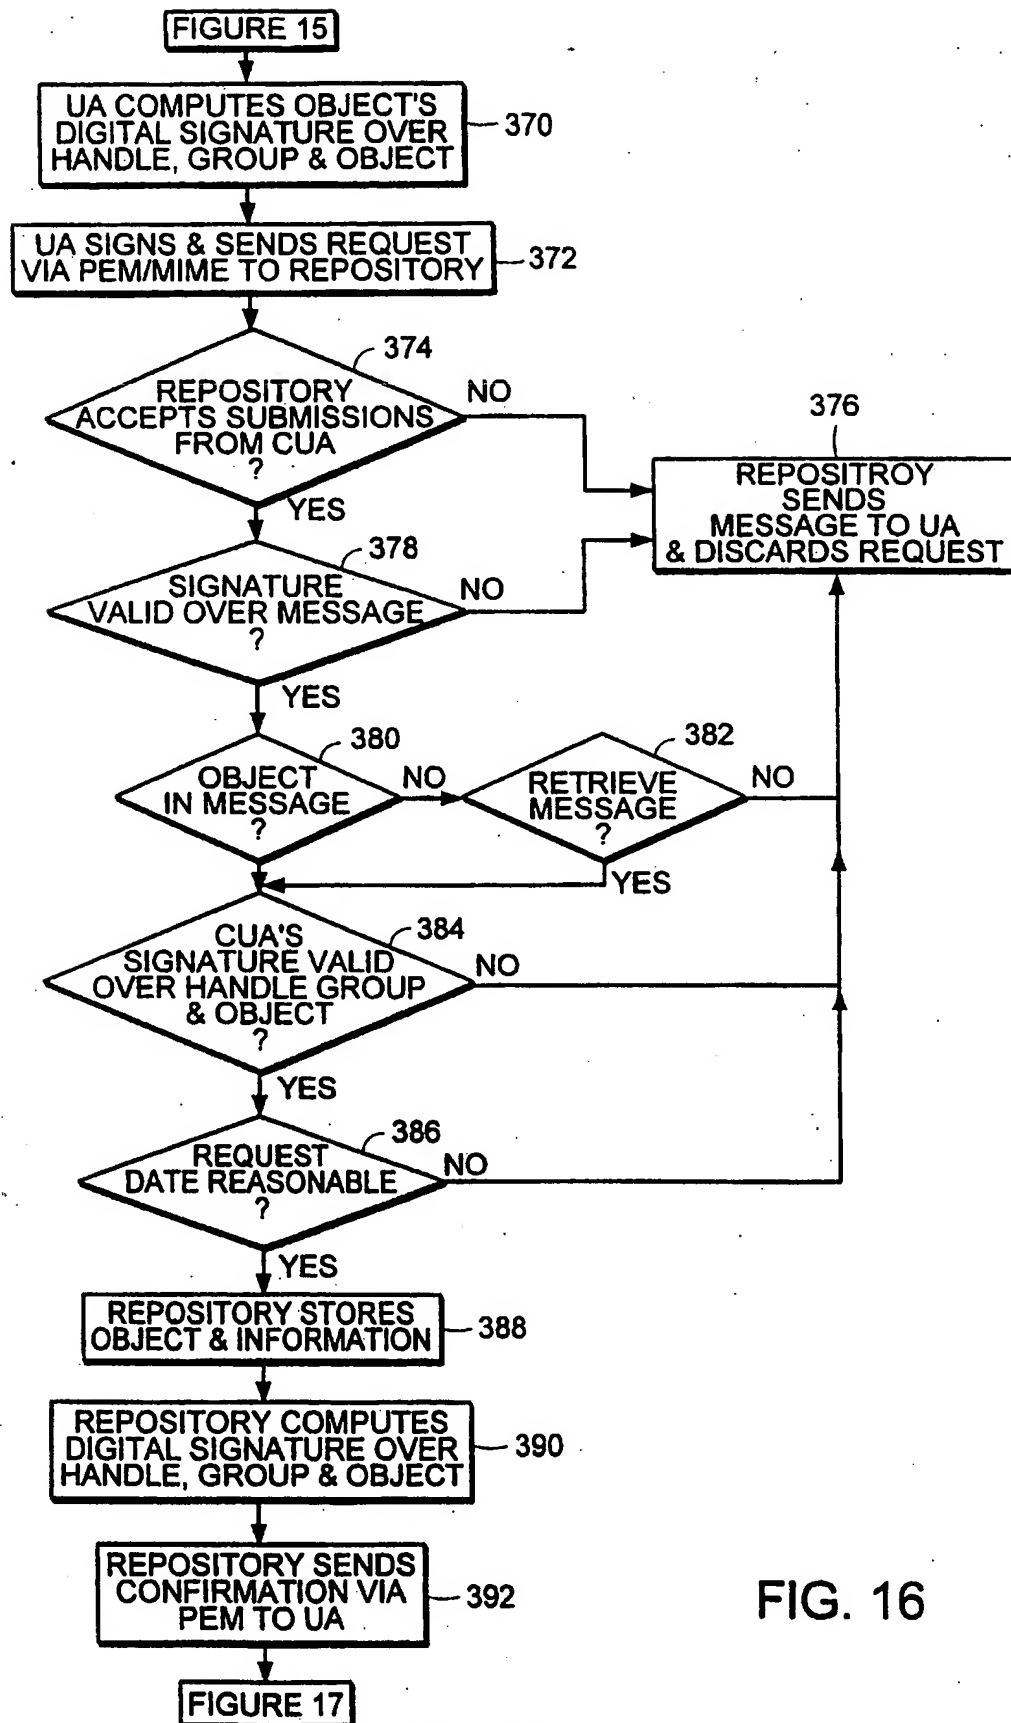 FIGURE 15
UA COMPUTES OBJECT'S
DIGITAL SIGNATURE OVER
HANDLE, GROUP & OBJECT
370
UA SIGNS & SENDS REQUEST
VIA PEM/MIME TO REPOSITORY
372
374
REPOSITORY
ACCEPTS SUBMISSIONS
FROM CUA
?
NO
YES
376
REPOSITROY
SENDS
MESSAGE TO UA
& DISCARDS REQUEST
378
SIGNATURE
VALID OVER MESSAGE
?
NO
YES
380
OBJECT
IN MESSAGE
?
NO
382
RETRIEVE
MESSAGE
?
NO
YES
384
CUA'S
SIGNATURE VALID
OVER HANDLE GROUP
& OBJECT
?
NO
YES
386
REQUEST
DATE REASONABLE
?
NO
YES
REPOSITORY STORES
OBJECT & INFORMATION
388
REPOSITORY COMPUTES
DIGITAL SIGNATURE OVER
HANDLE, GROUP & OBJECT
390
REPOSITORY SENDS
CONFIRMATION VIA
PEM TO UA
392
FIGURE 17
FIG. 16